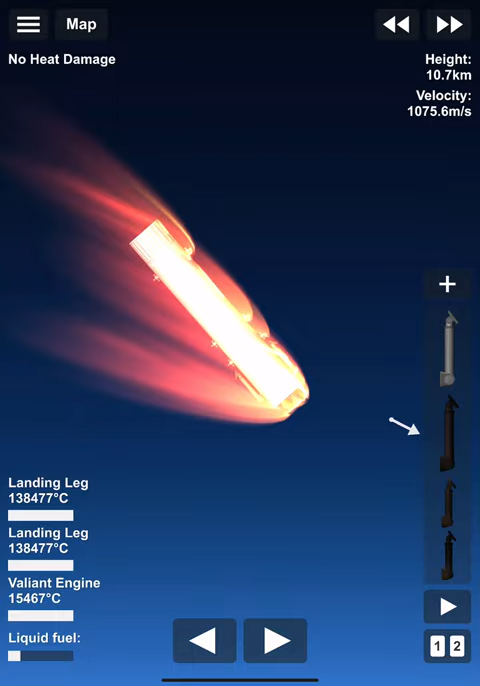 Map
No Heat Damage
Height:
10.7km
Velocity:
1075.6m/s
Landing Leg
138477°C
Landing Leg
138477°C
Valiant Engine
15467°C
Liquid fuel:
1 2